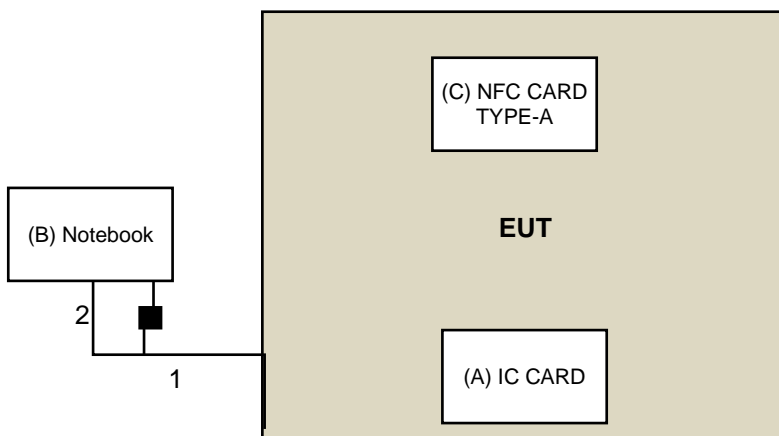 (C) NFC CARD
TYPE-A
EUT
(B) Notebook
2
1
(A) IC CARD